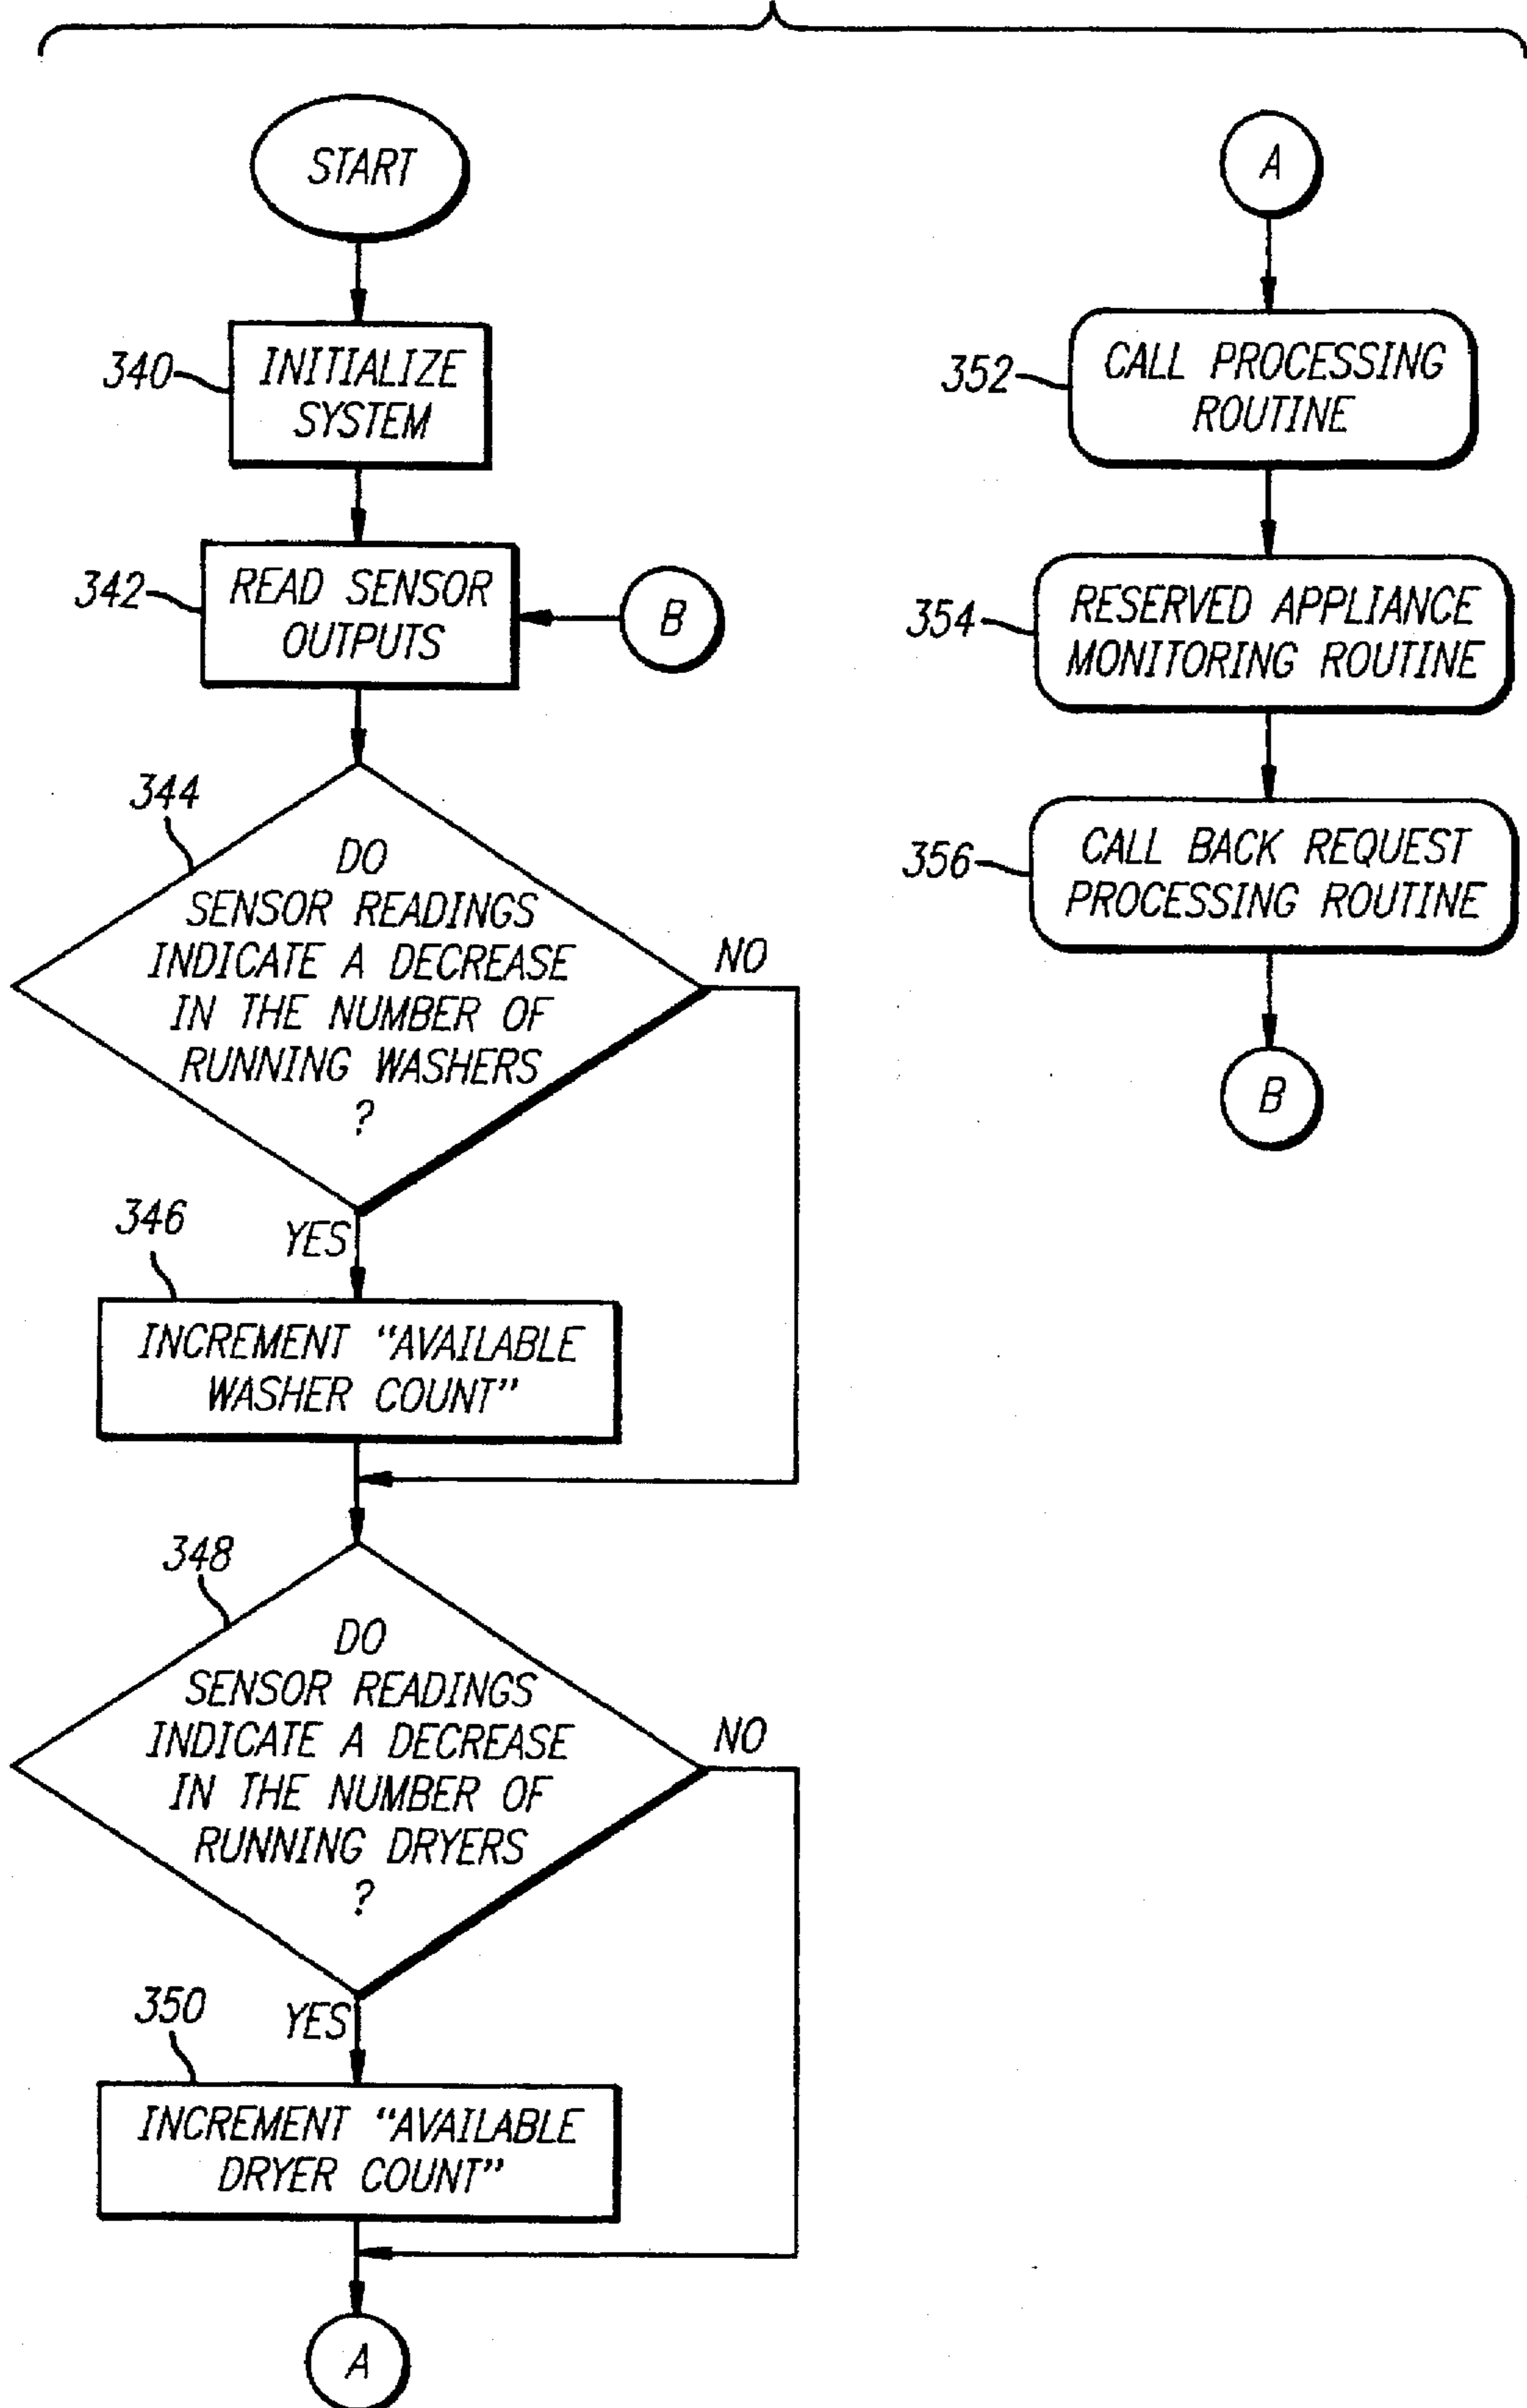 START
340
INITIALIZE
SYSTEM
342
READ SENSOR
OUTPUTS
B
344
DO
SENSOR READINGS
INDICATE A DECREASE
IN THE NUMBER OF
RUNNING WASHERS
?
NO
YES
346
INCREMENT "AVAILABLE
WASHER COUNT"
348
DO
SENSOR READINGS
INDICATE A DECREASE
IN THE NUMBER OF
RUNNING DRYERS
?
NO
YES
350
INCREMENT "AVAILABLE
DRYER COUNT"
A
A
352
CALL PROCESSING
ROUTINE
354
RESERVED APPLIANCE
MONITORING ROUTINE
356
CALL BACK REQUEST
PROCESSING ROUTINE
B